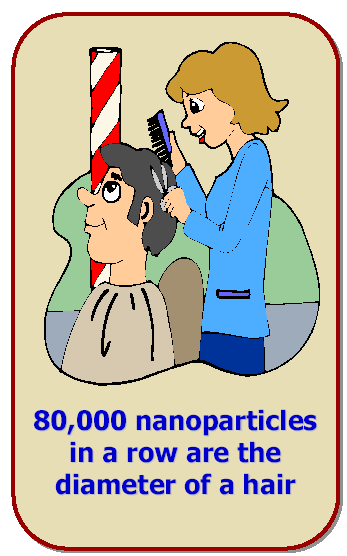 80,000 nanoparticles
in a row are the
diameter of a hair